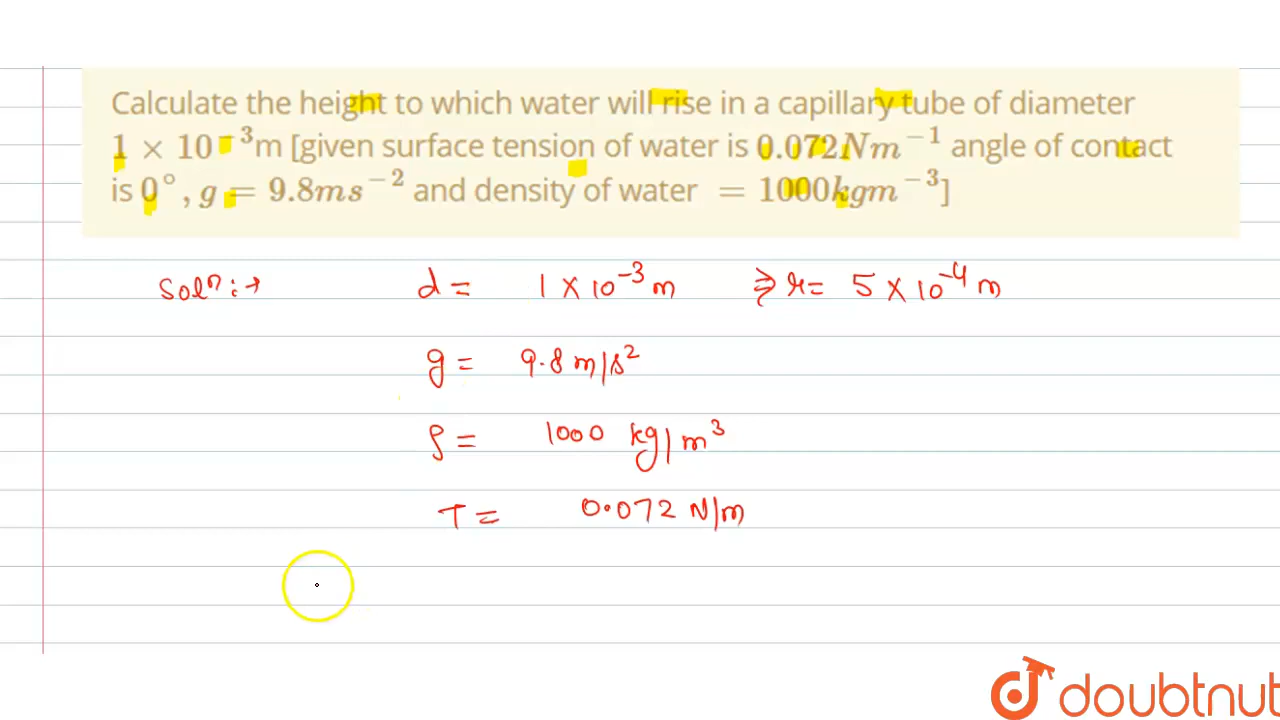 Calculate the height to which water will rise in a capillary tube of diameter
1 × 10⁻³m [given surface tension of water is 0.072Nm⁻¹ angle of contact
is 0°, g = 9.8ms⁻² and density of water = 1000kgm⁻³]
Solⁿ:→ d = 1 × 10⁻³ m ⇒ r = 5 × 10⁻⁴ m
g = 9.8 m/s²
ρ = 1000 kg/m³
T = 0.072 N/m
doubtnut